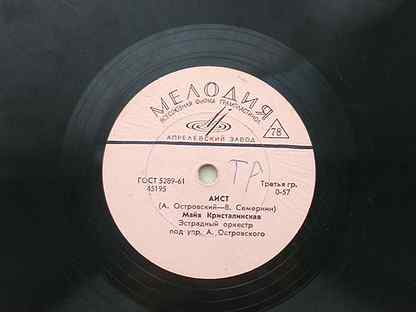 МЕЛОДИЯ
ВСЕСОЮЗНАЯ ФИРМА ГРАМПЛАСТИНОК
78
АПРЕЛЕВСКИЙ ЗАВОД
ТР
ГОСТ 5289-61
45195
Третья гр.
0-57
АИСТ
(А. Островский—В. Семернин)
Майя Кристалинская
Эстрадный оркестр
под упр. А. Островского